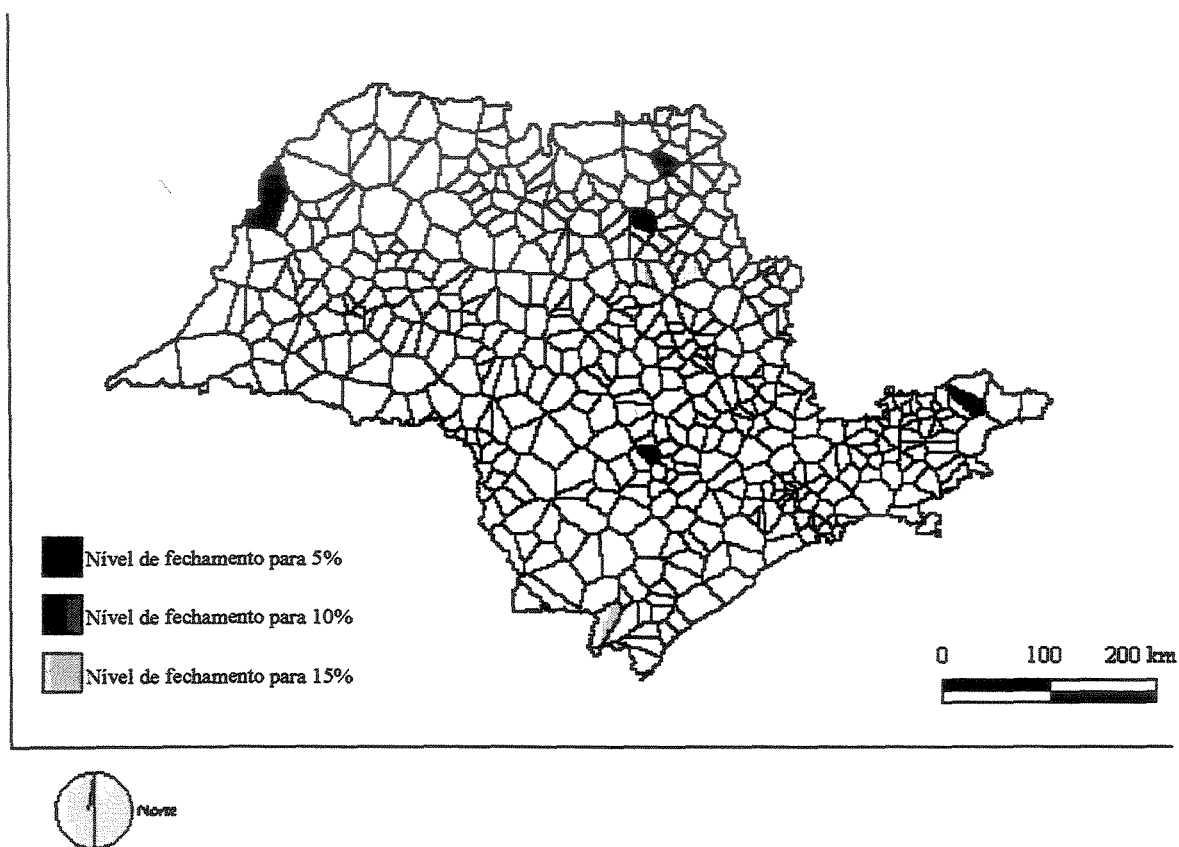 Nível de fechamento para 5%
Nível de fechamento para 10%
Nível de fechamento para 15%
0 100 200 km
Norte